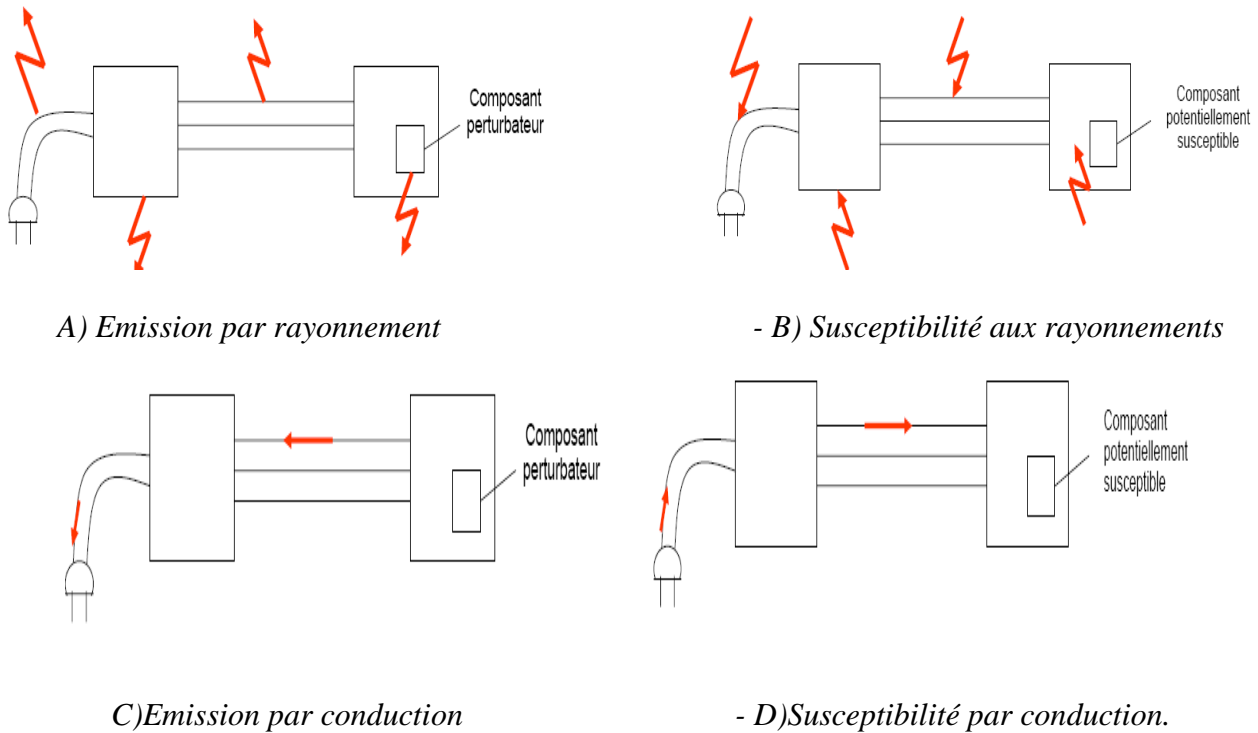 Composant
perturbateur
Composant
potentiellement
susceptible
A) Emission par rayonnement
- B) Susceptibilité aux rayonnements
Composant
perturbateur
Composant
potentiellement
susceptible
C)Emission par conduction
- D)Susceptibilité par conduction.